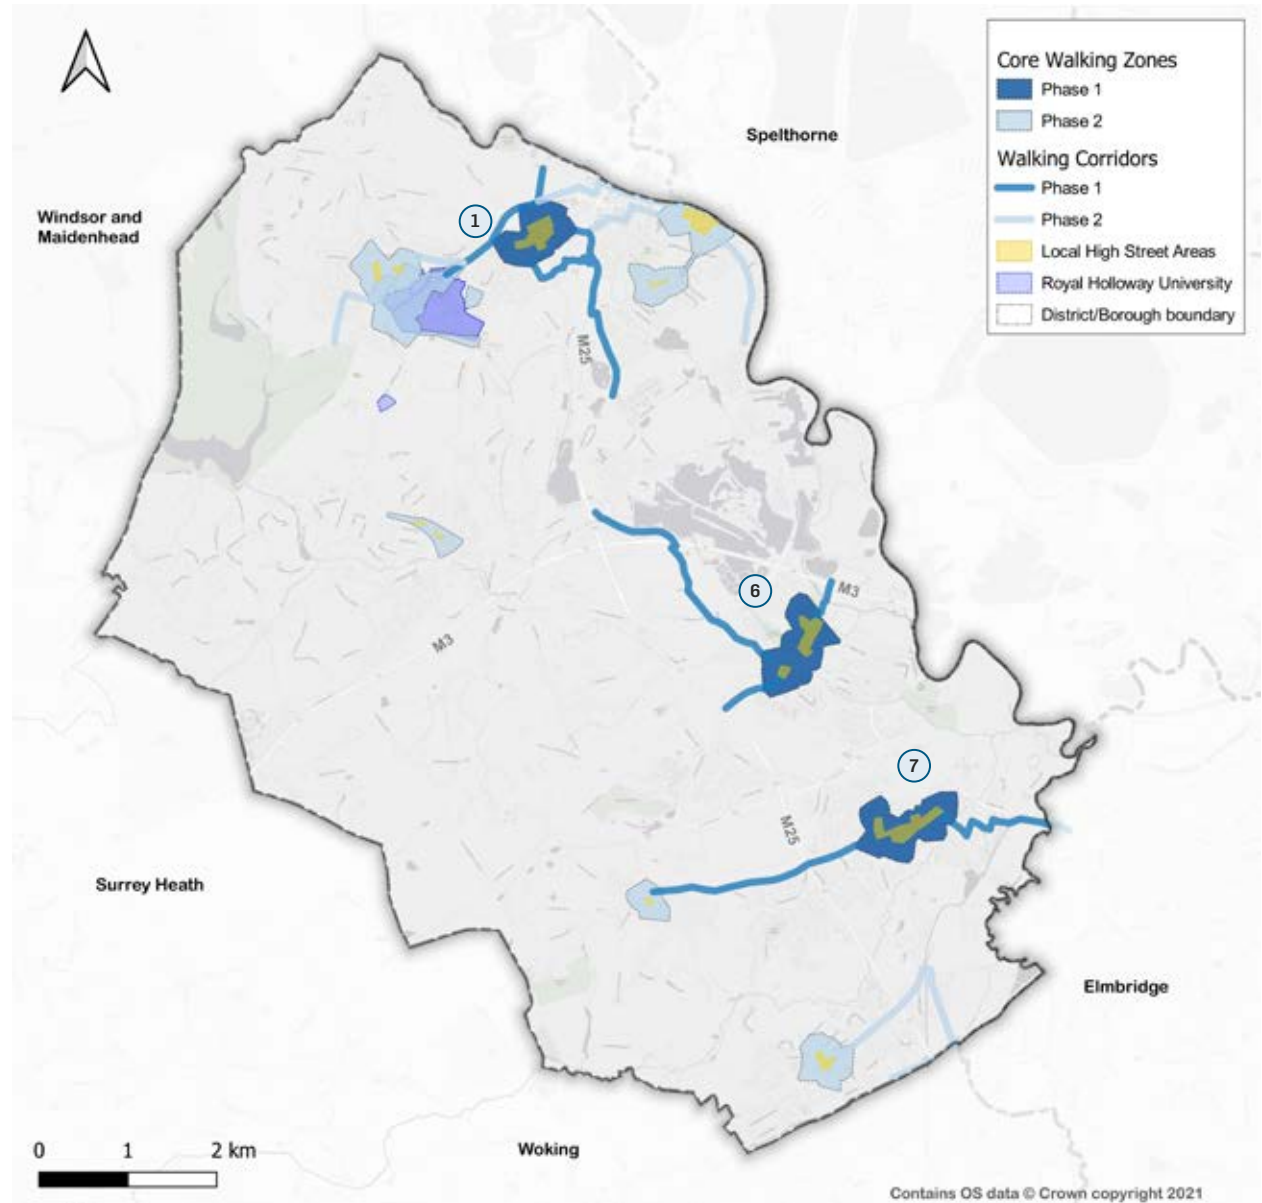 Core Walking Zones
Phase 1
Phase 2
Walking Corridors
Phase 1
Phase 2
Local High Street Areas
Royal Holloway University
District/Borough boundary
Spelthorne
Windsor and
Maidenhead
1
M25
6
M3
M3
7
M25
Surrey Heath
Elmbridge
Woking
0 1 2 km
Contains OS data © Crown copyright 2021